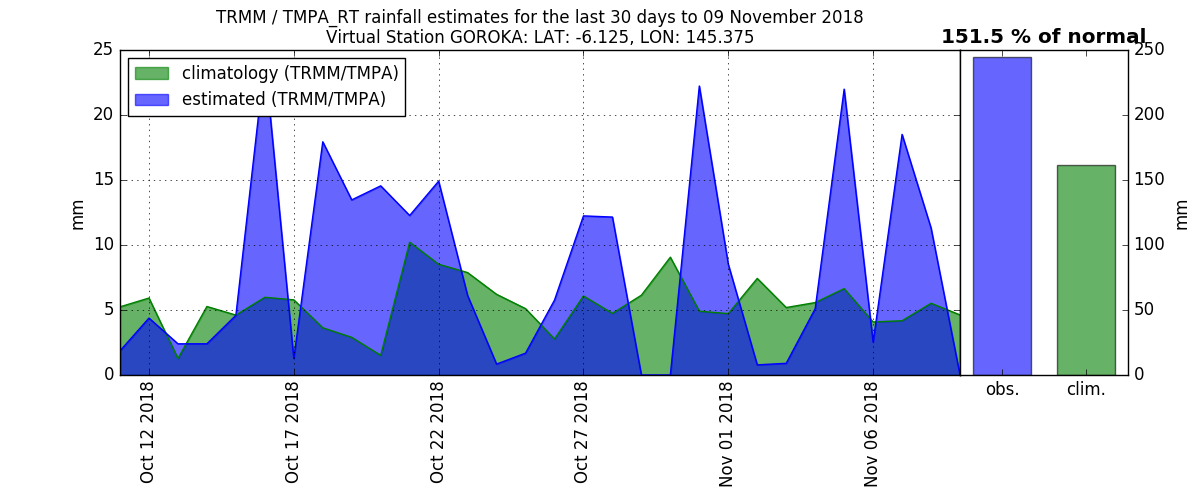 TRMM / TMPA_RT rainfall estimates for the last 30 days to 09 November 2018
Virtual Station GOROKA: LAT: -6.125, LON: 145.375
151.5 % of normal
climatology (TRMM/TMPA)
estimated (TRMM/TMPA)
25
20
15
10
5
0
mm
Oct 12 2018
Oct 17 2018
Oct 22 2018
Oct 27 2018
Nov 01 2018
Nov 06 2018
250
200
150
100
50
0
mm
obs.
clim.